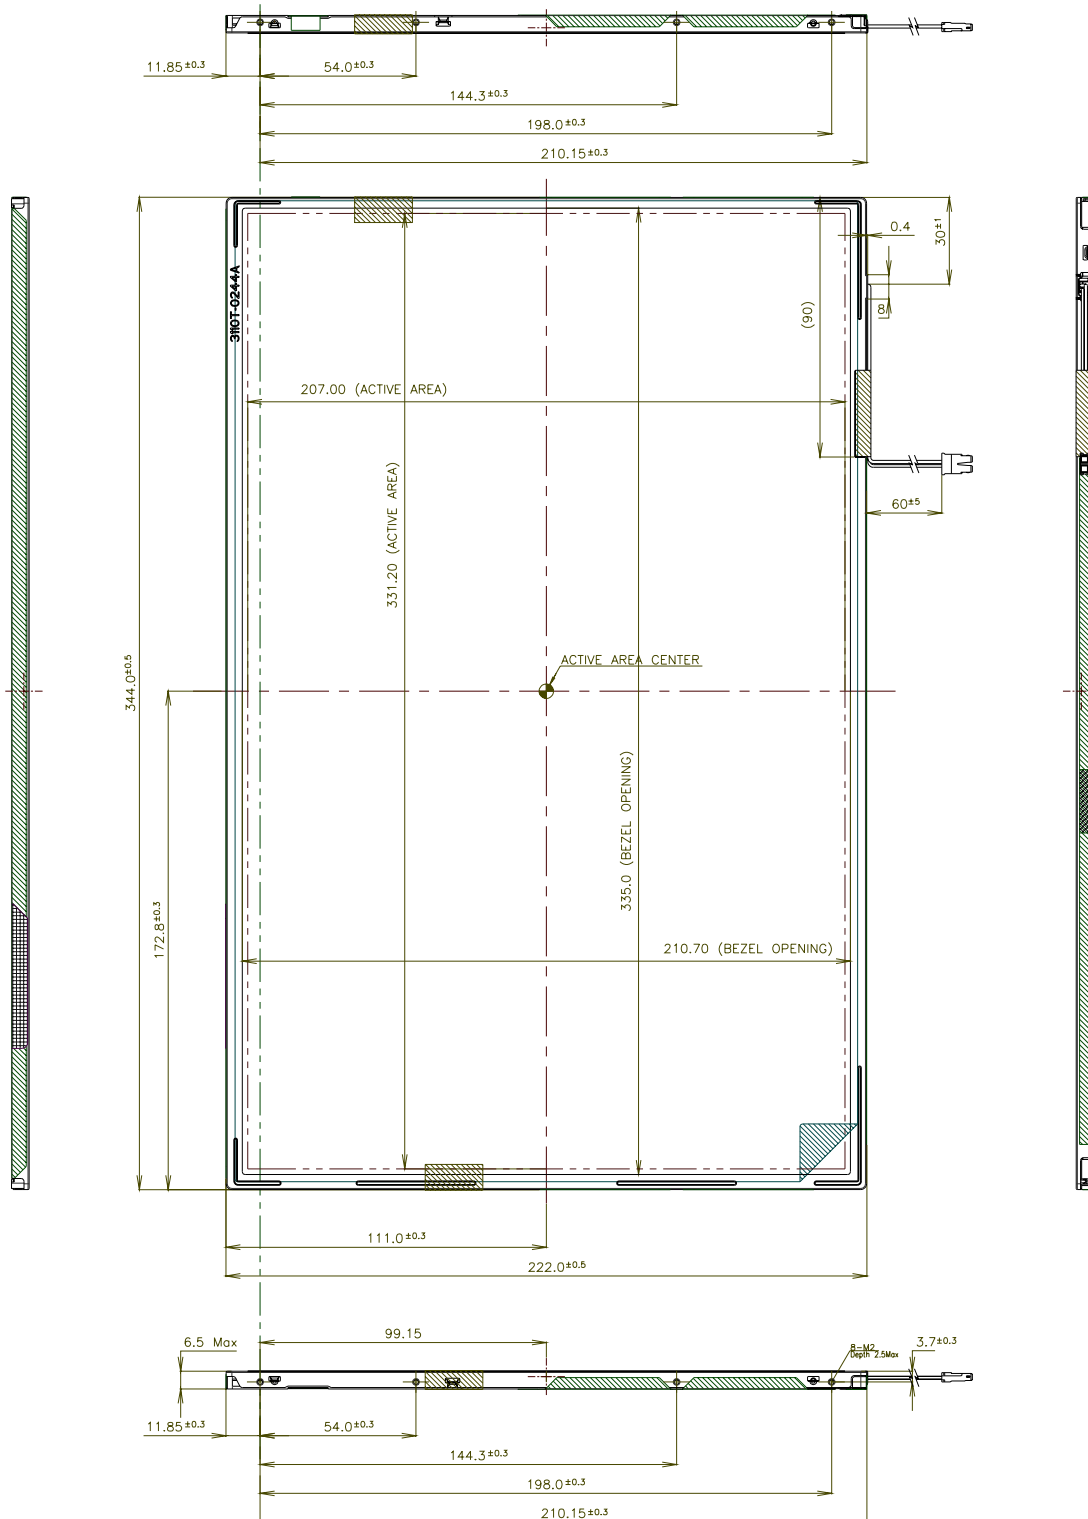 11.85±0.3
54.0±0.3
144.3±0.3
198.0±0.3
210.15±0.3
0.4
30±1
8
(90)
3110T-0244A
207.00 (ACTIVE AREA)
331.20 (ACTIVE AREA)
60±5
344.0±0.5
ACTIVE AREA CENTER
335.0 (BEZEL OPENING)
172.8±0.3
210.70 (BEZEL OPENING)
111.0±0.3
222.0±0.5
6.5 Max
99.15
8-M2
Depth 2.5Max
3.7±0.3
11.85±0.3
54.0±0.3
144.3±0.3
198.0±0.3
210.15±0.3